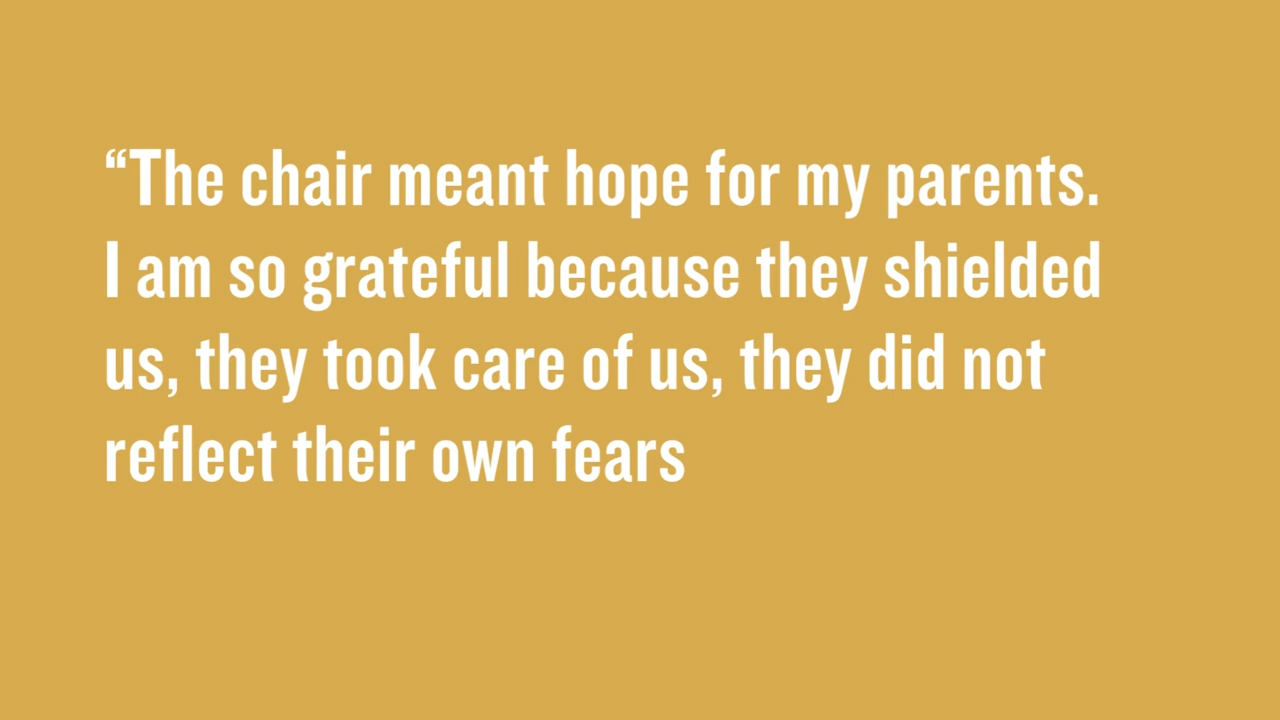 “The chair meant hope for my parents.
I am so grateful because they shielded
us, they took care of us, they did not
reflect their own fears